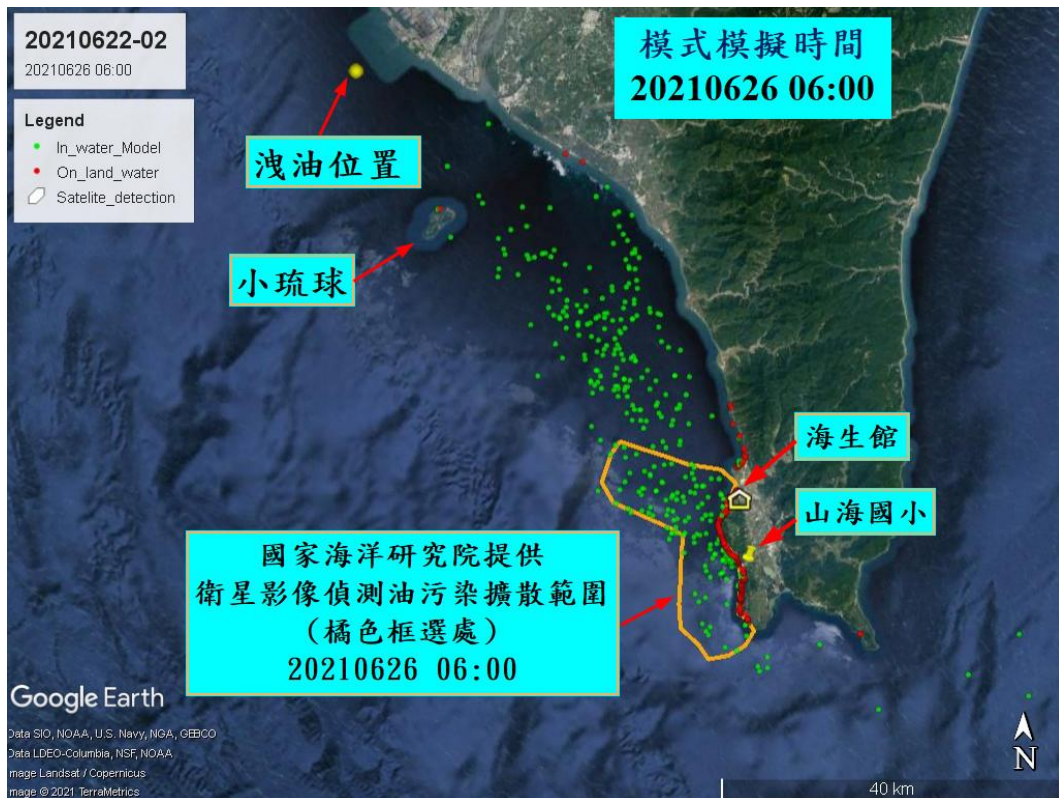 20210622-02
20210626 06:00
Legend
In_water_Model
On_land_water
Satelite_detection
模式模擬時間
20210626 06:00
洩油位置
小琉球
海生館
山海國小
國家海洋研究院提供
衛星影像偵測油污染擴散範圍
(橘色框選處)
20210626 06:00
Google Earth
Data SIO, NOAA, U.S. Navy, NGA, GEBCO
Data LDEO-Columbia, NSF, NOAA
Image Landsat / Copernicus
Image © 2021 TerraMetrics
N
40 km